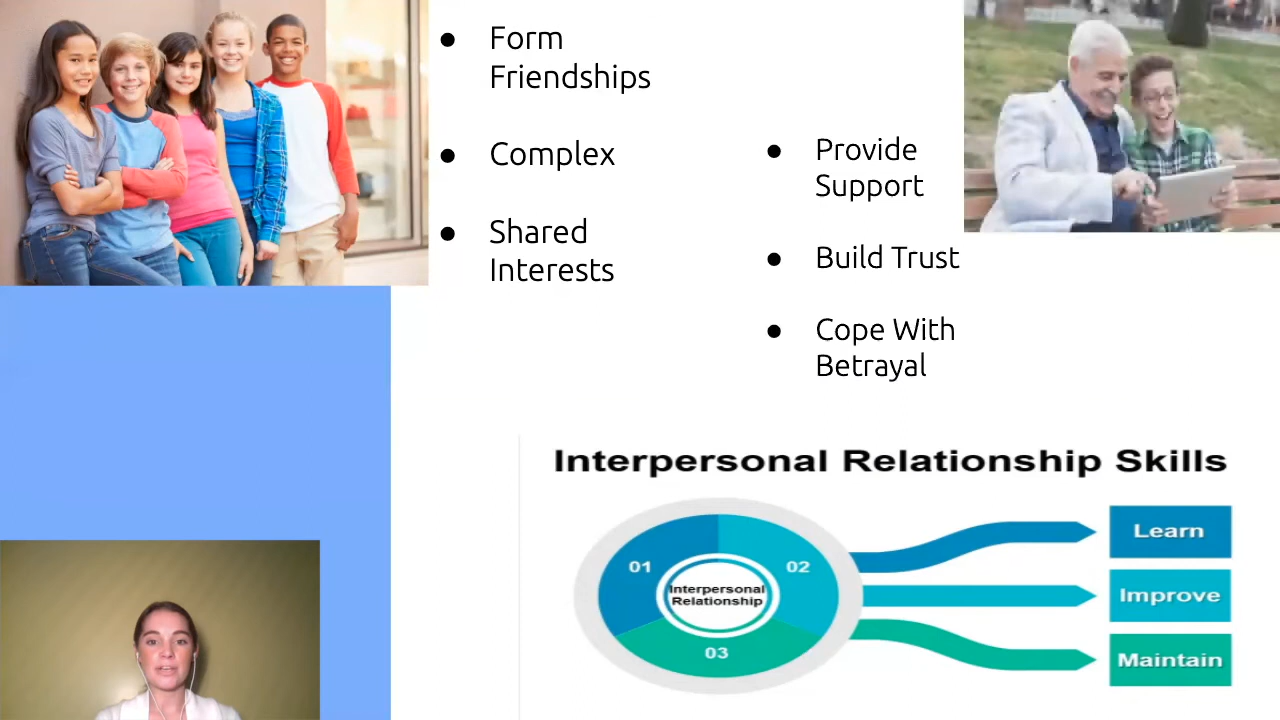 Form
Friendships
Complex
Shared
Interests
Provide
Support
Build Trust
Cope With
Betrayal
Interpersonal Relationship Skills
01
02
03
Interpersonal
Relationship
Learn
Improve
Maintain